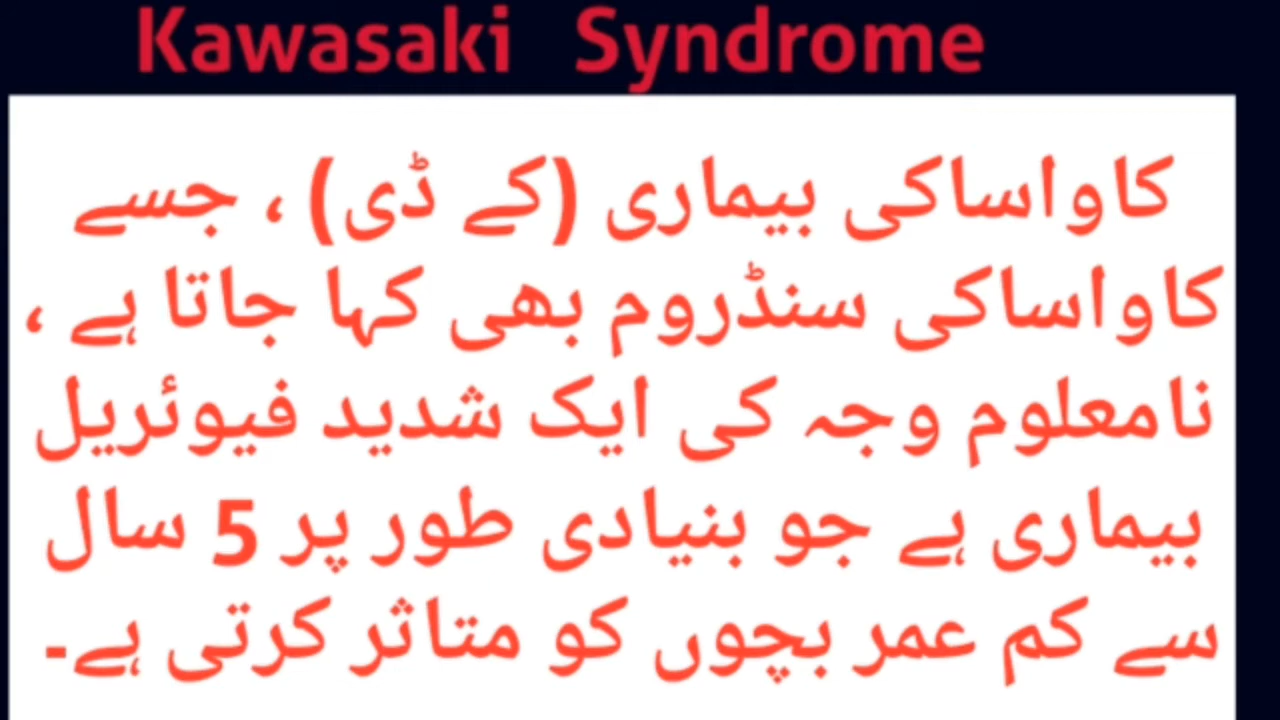 Kawasaki Syndrome
کاواساکی بیماری (کے ڈی) ، جسے
کاواساکی سنڈروم بھی کہا جاتا ہے ،
نامعلوم وجہ کی ایک شدید فیوئریل
بیماری ہے جو بنیادی طور پر 5 سال
سے کم عمر بچوں کو متاثر کرتی ہے۔